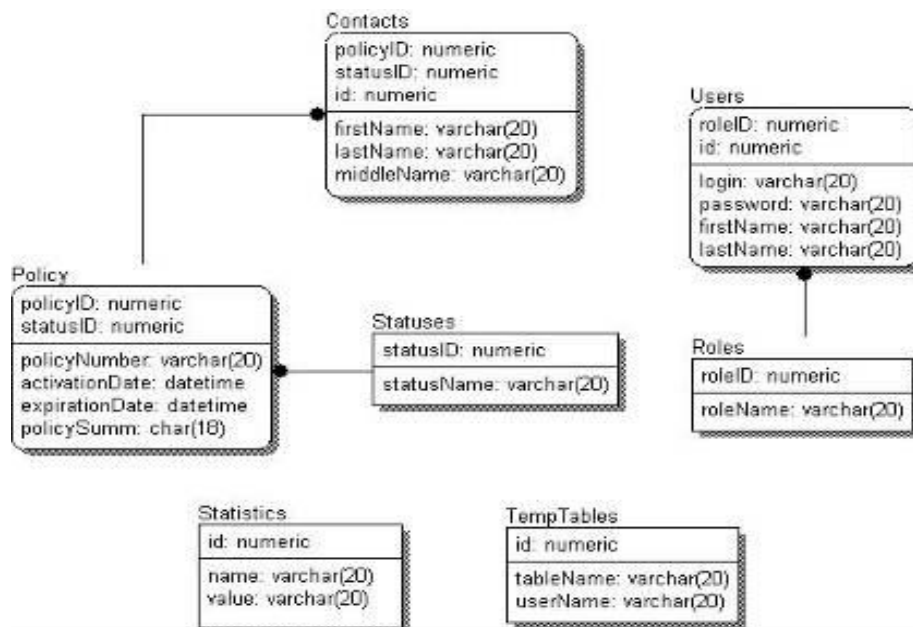 Contacts
policyID: numeric
statusID: numeric
id: numeric
firstName: varchar(20)
lastName: varchar(20)
middleName: varchar(20)
Users
roleID: numeric
id: numeric
login: varchar(20)
password: varchar(20)
firstName: varchar(20)
lastName: varchar(20)
Policy
policyID: numeric
statusID: numeric
policyNumber: varchar(20)
activationDate: datetime
expirationDate: datetime
policySumm: char(18)
Statuses
statusID: numeric
statusName: varchar(20)
Roles
roleID: numeric
roleName: varchar(20)
Statistics
id: numeric
name: varchar(20)
value: varchar(20)
TempTables
id: numeric
tableName: varchar(20)
userName: varchar(20)